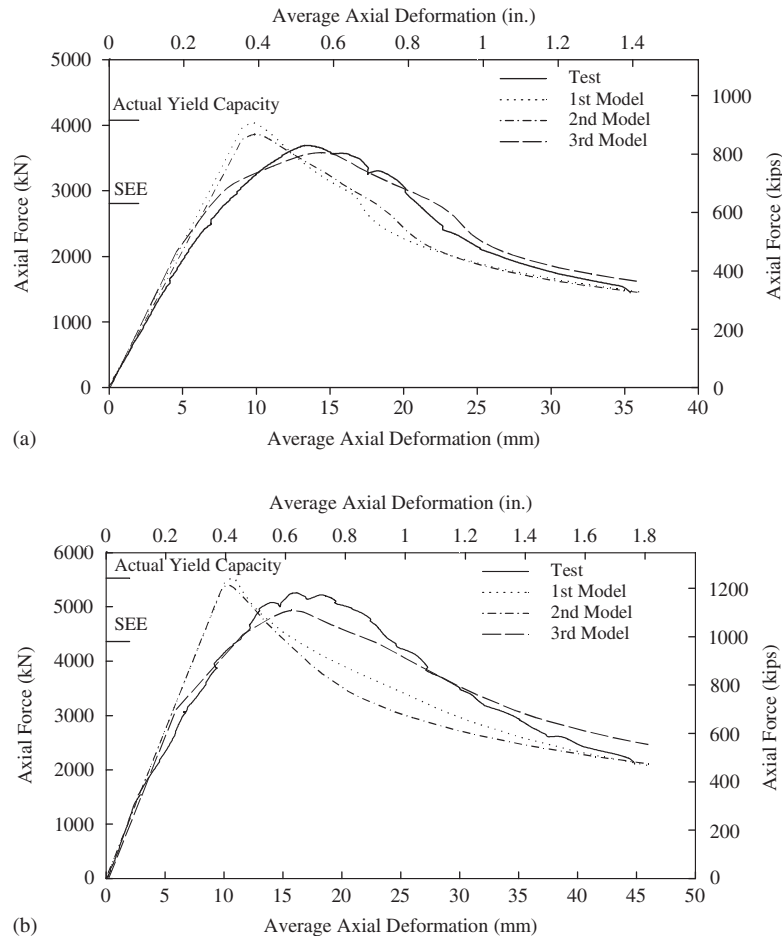 Average Axial Deformation (in.)
0 0.2 0.4 0.6 0.8 1 1.2 1.4
5000
4000
3000
2000
1000
0
Axial Force (kN)
Actual Yield Capacity
SEE
Test
1st Model
2nd Model
3rd Model
1000
800
600
400
200
0
Axial Force (kips)
0 5 10 15 20 25 30 35 40
(a)
Average Axial Deformation (mm)
Average Axial Deformation (in.)
0 0.2 0.4 0.6 0.8 1 1.2 1.4 1.6 1.8
6000
5000
4000
3000
2000
1000
0
Axial Force (kN)
Actual Yield Capacity
SEE
Test
1st Model
2nd Model
3rd Model
1200
1000
800
600
400
200
0
Axial Force (kips)
0 5 10 15 20 25 30 35 40 45 50
(b)
Average Axial Deformation (mm)